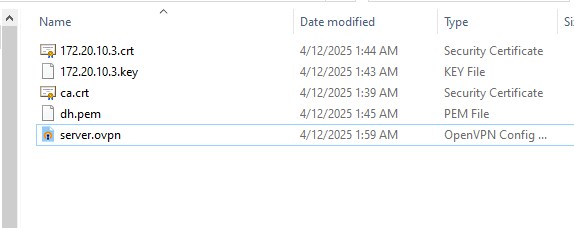 Name Date modified Type Si
172.20.10.3.crt 4/12/2025 1:44 AM Security Certificate
172.20.10.3.key 4/12/2025 1:43 AM KEY File
ca.crt 4/12/2025 1:39 AM Security Certificate
dh.pem 4/12/2025 1:45 AM PEM File
server.ovpn 4/12/2025 1:59 AM OpenVPN Config ...